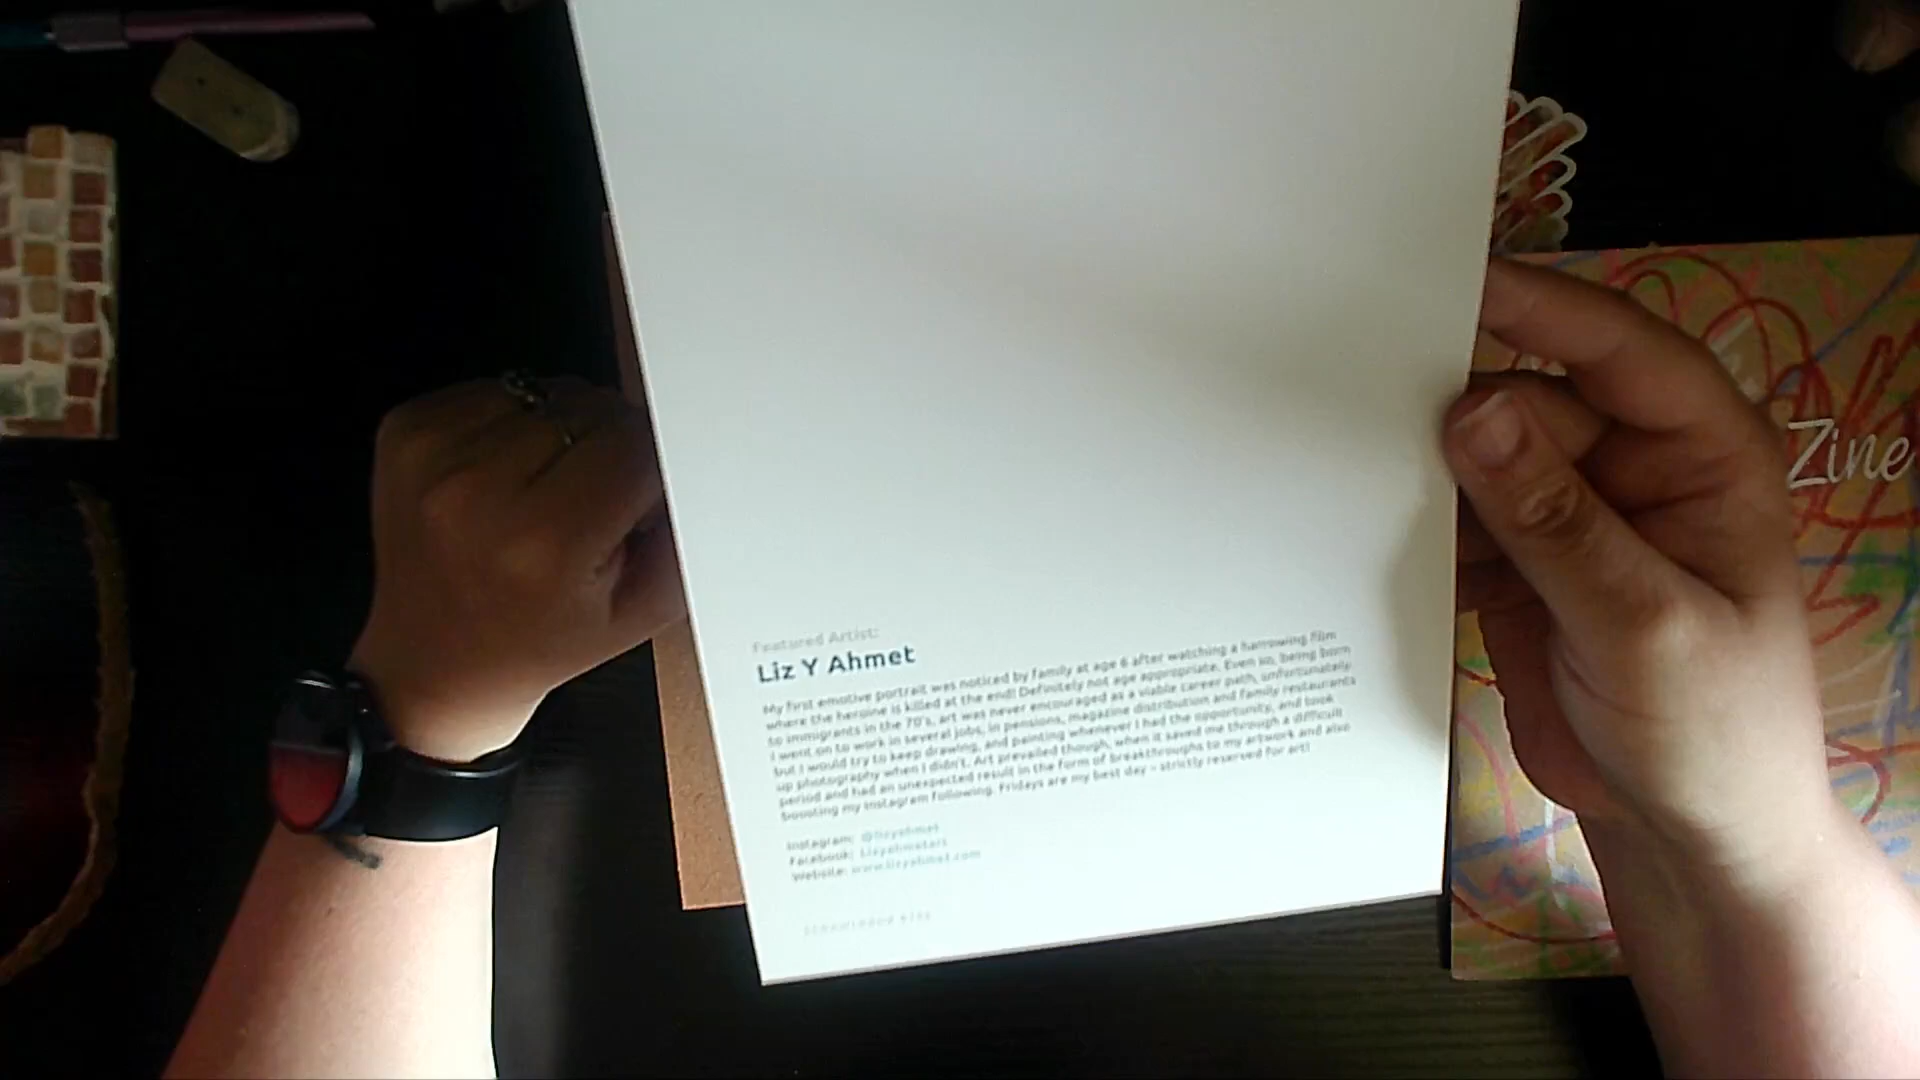 Featured Artist:
Liz Y Ahmet
My first emotive portrait was noticed by family at age 6 after watching a harrowing film
where the heroine is killed at the end! Definitely not age appropriate. Even so, being born
to immigrants in the 70's, art was never encouraged as a viable career path, unfortunately.
I went on to work in several jobs, in pensions, magazine distribution and family restaurants
but I would try to keep drawing, and painting whenever I had the opportunity, and took
up photography when I didn't. Art prevailed though, when it saved me through a difficult
period and had an unexpected result in the form of breakthroughs to my artwork and also
boosting my Instagram following. Fridays are my best day – strictly reserved for art!
Instagram: @lizyahmet
Facebook: Lizyahmetart
Website: www.lizyahmet.com
Zine